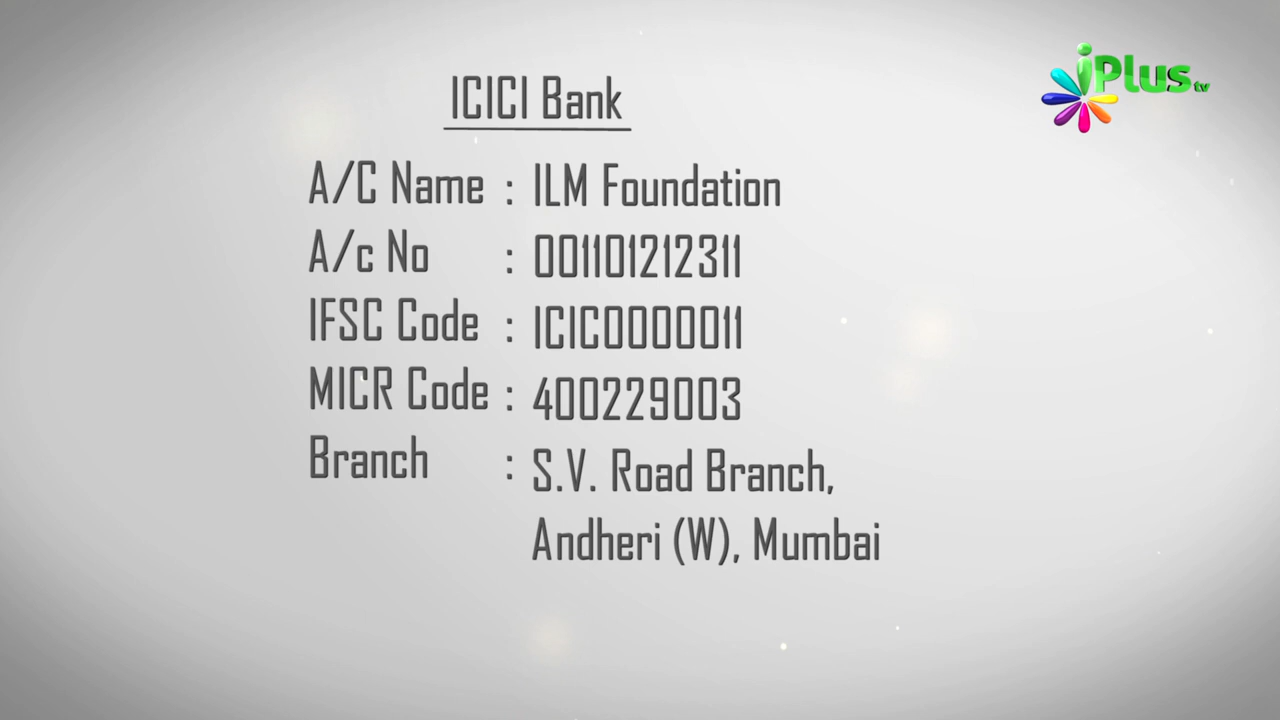 ICICI Bank
iPlus tv
A/C Name : ILM Foundation
A/c No : 001101212311
IFSC Code : ICIC0000011
MICR Code : 400229003
Branch : S.V. Road Branch,
Andheri (W), Mumbai